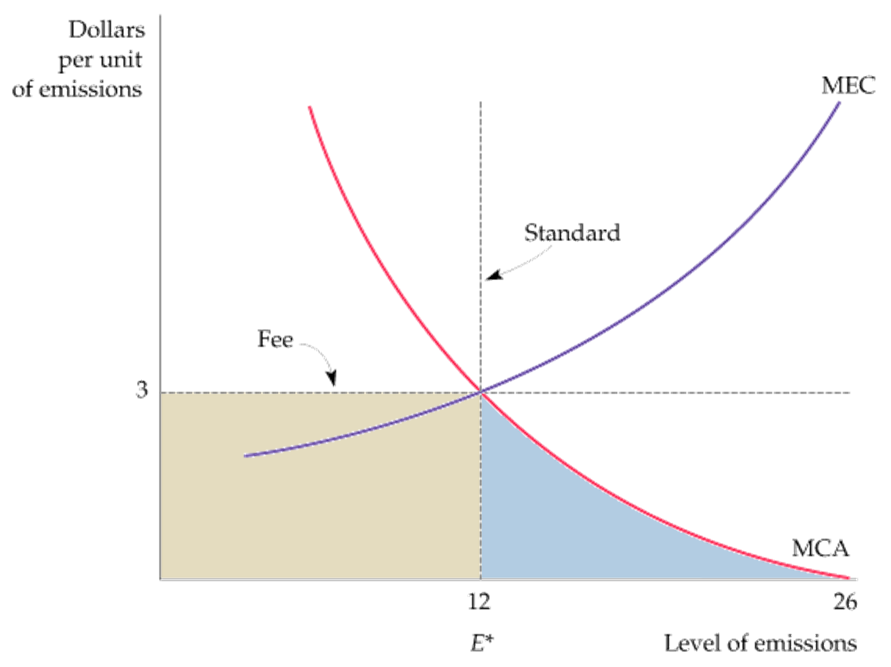 Dollars
per unit
of emissions
MEC
Standard
Fee
3
MCA
12
26
E*
Level of emissions